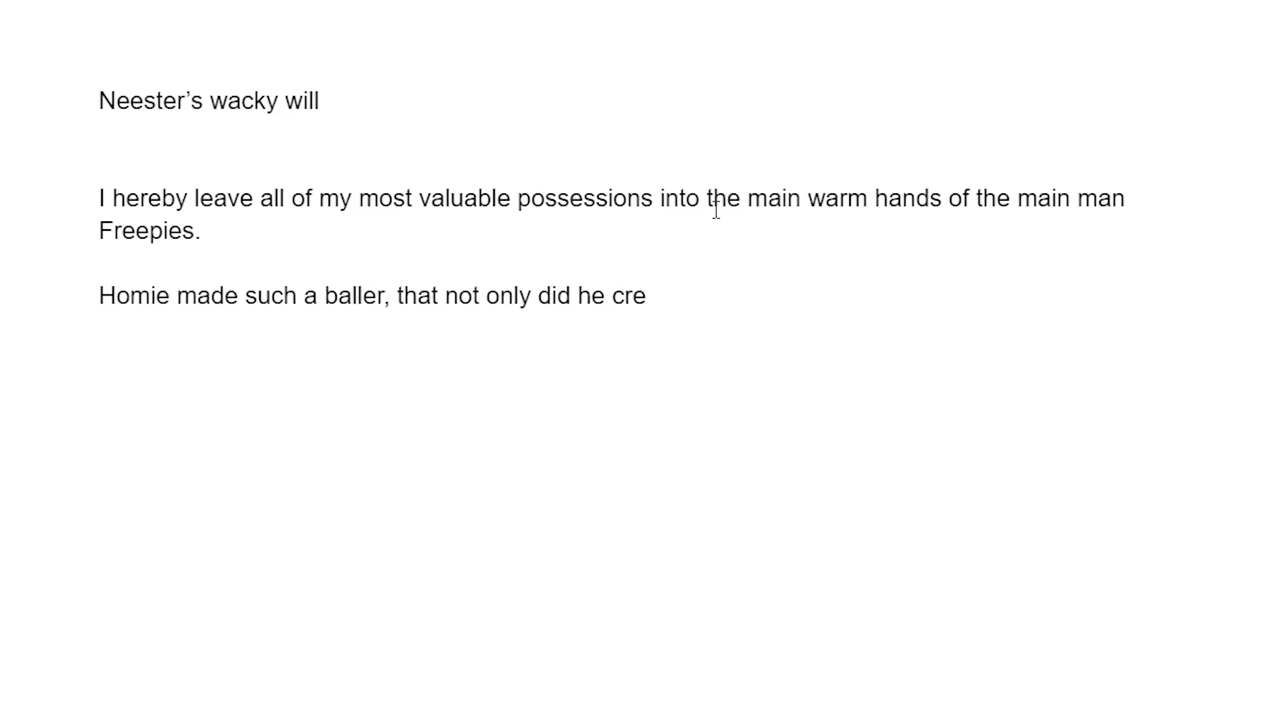 Neester’s wacky will
I hereby leave all of my most valuable possessions into the main warm hands of the main man
Freepies.
Homie made such a baller, that not only did he cre